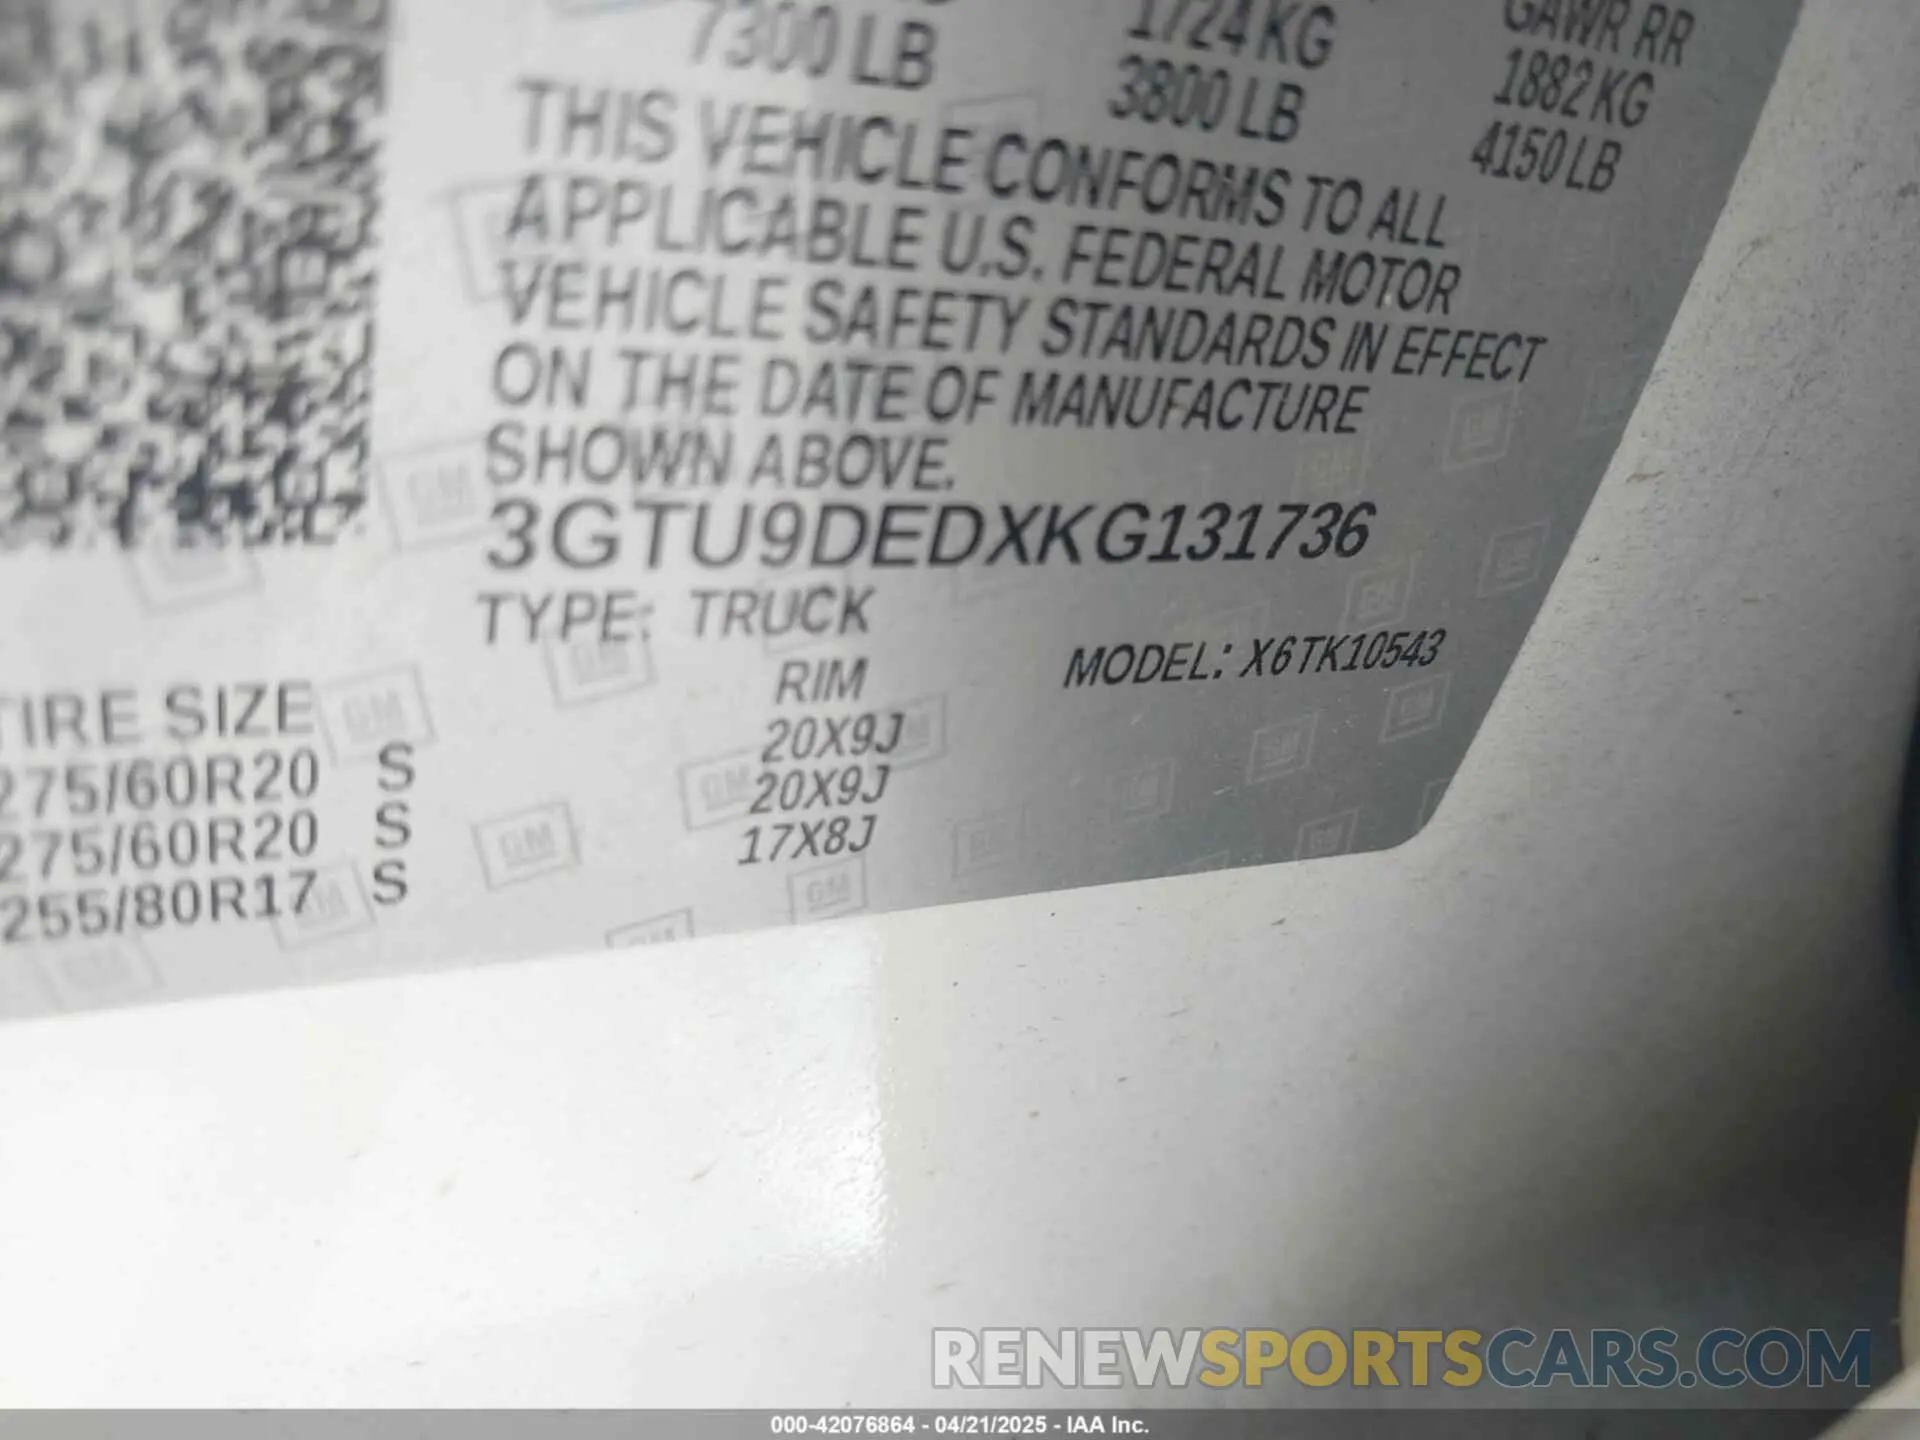 7300 LB
1724 KG
3800 LB
GAWR RR
1882 KG
4150 LB
THIS VEHICLE CONFORMS TO ALL
APPLICABLE U.S. FEDERAL MOTOR
VEHICLE SAFETY STANDARDS IN EFFECT
ON THE DATE OF MANUFACTURE
SHOWN ABOVE.
3GTU9DEDXKG131736
TYPE: TRUCK
MODEL: X6TK10543
TIRE SIZE
RIM
275/60R20 S 20X9J
275/60R20 S 20X9J
255/80R17 S 17X8J
GM
RENEWSPORTSCARS.COM
000-42076864 - 04/21/2025 - IAA Inc.